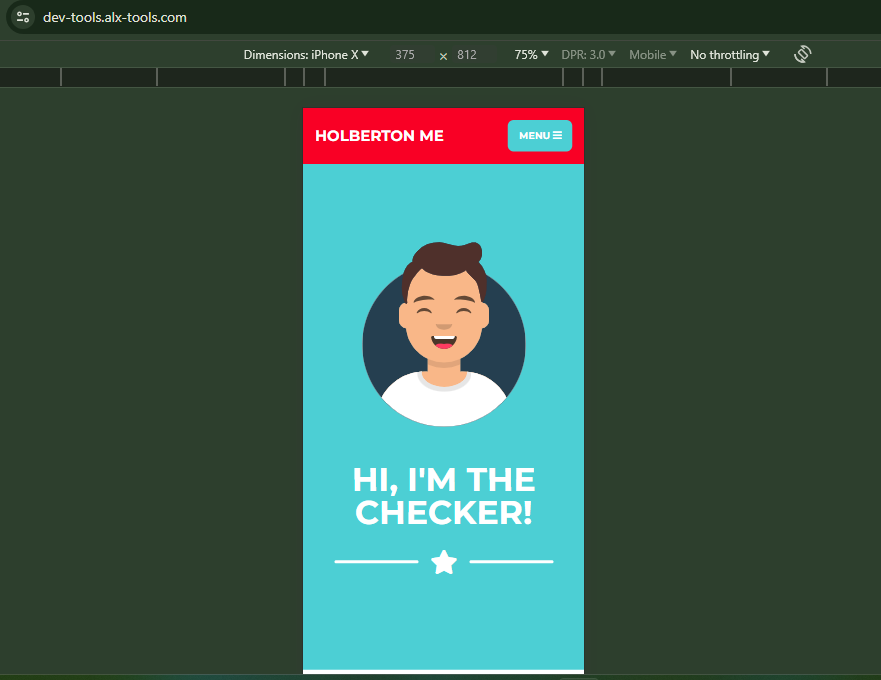 dev-tools.alx-tools.com
Dimensions: iPhone X 375 × 812 75% DPR: 3.0 Mobile No throttling
HOLBERTON ME
MENU
HI, I'M THE
CHECKER!